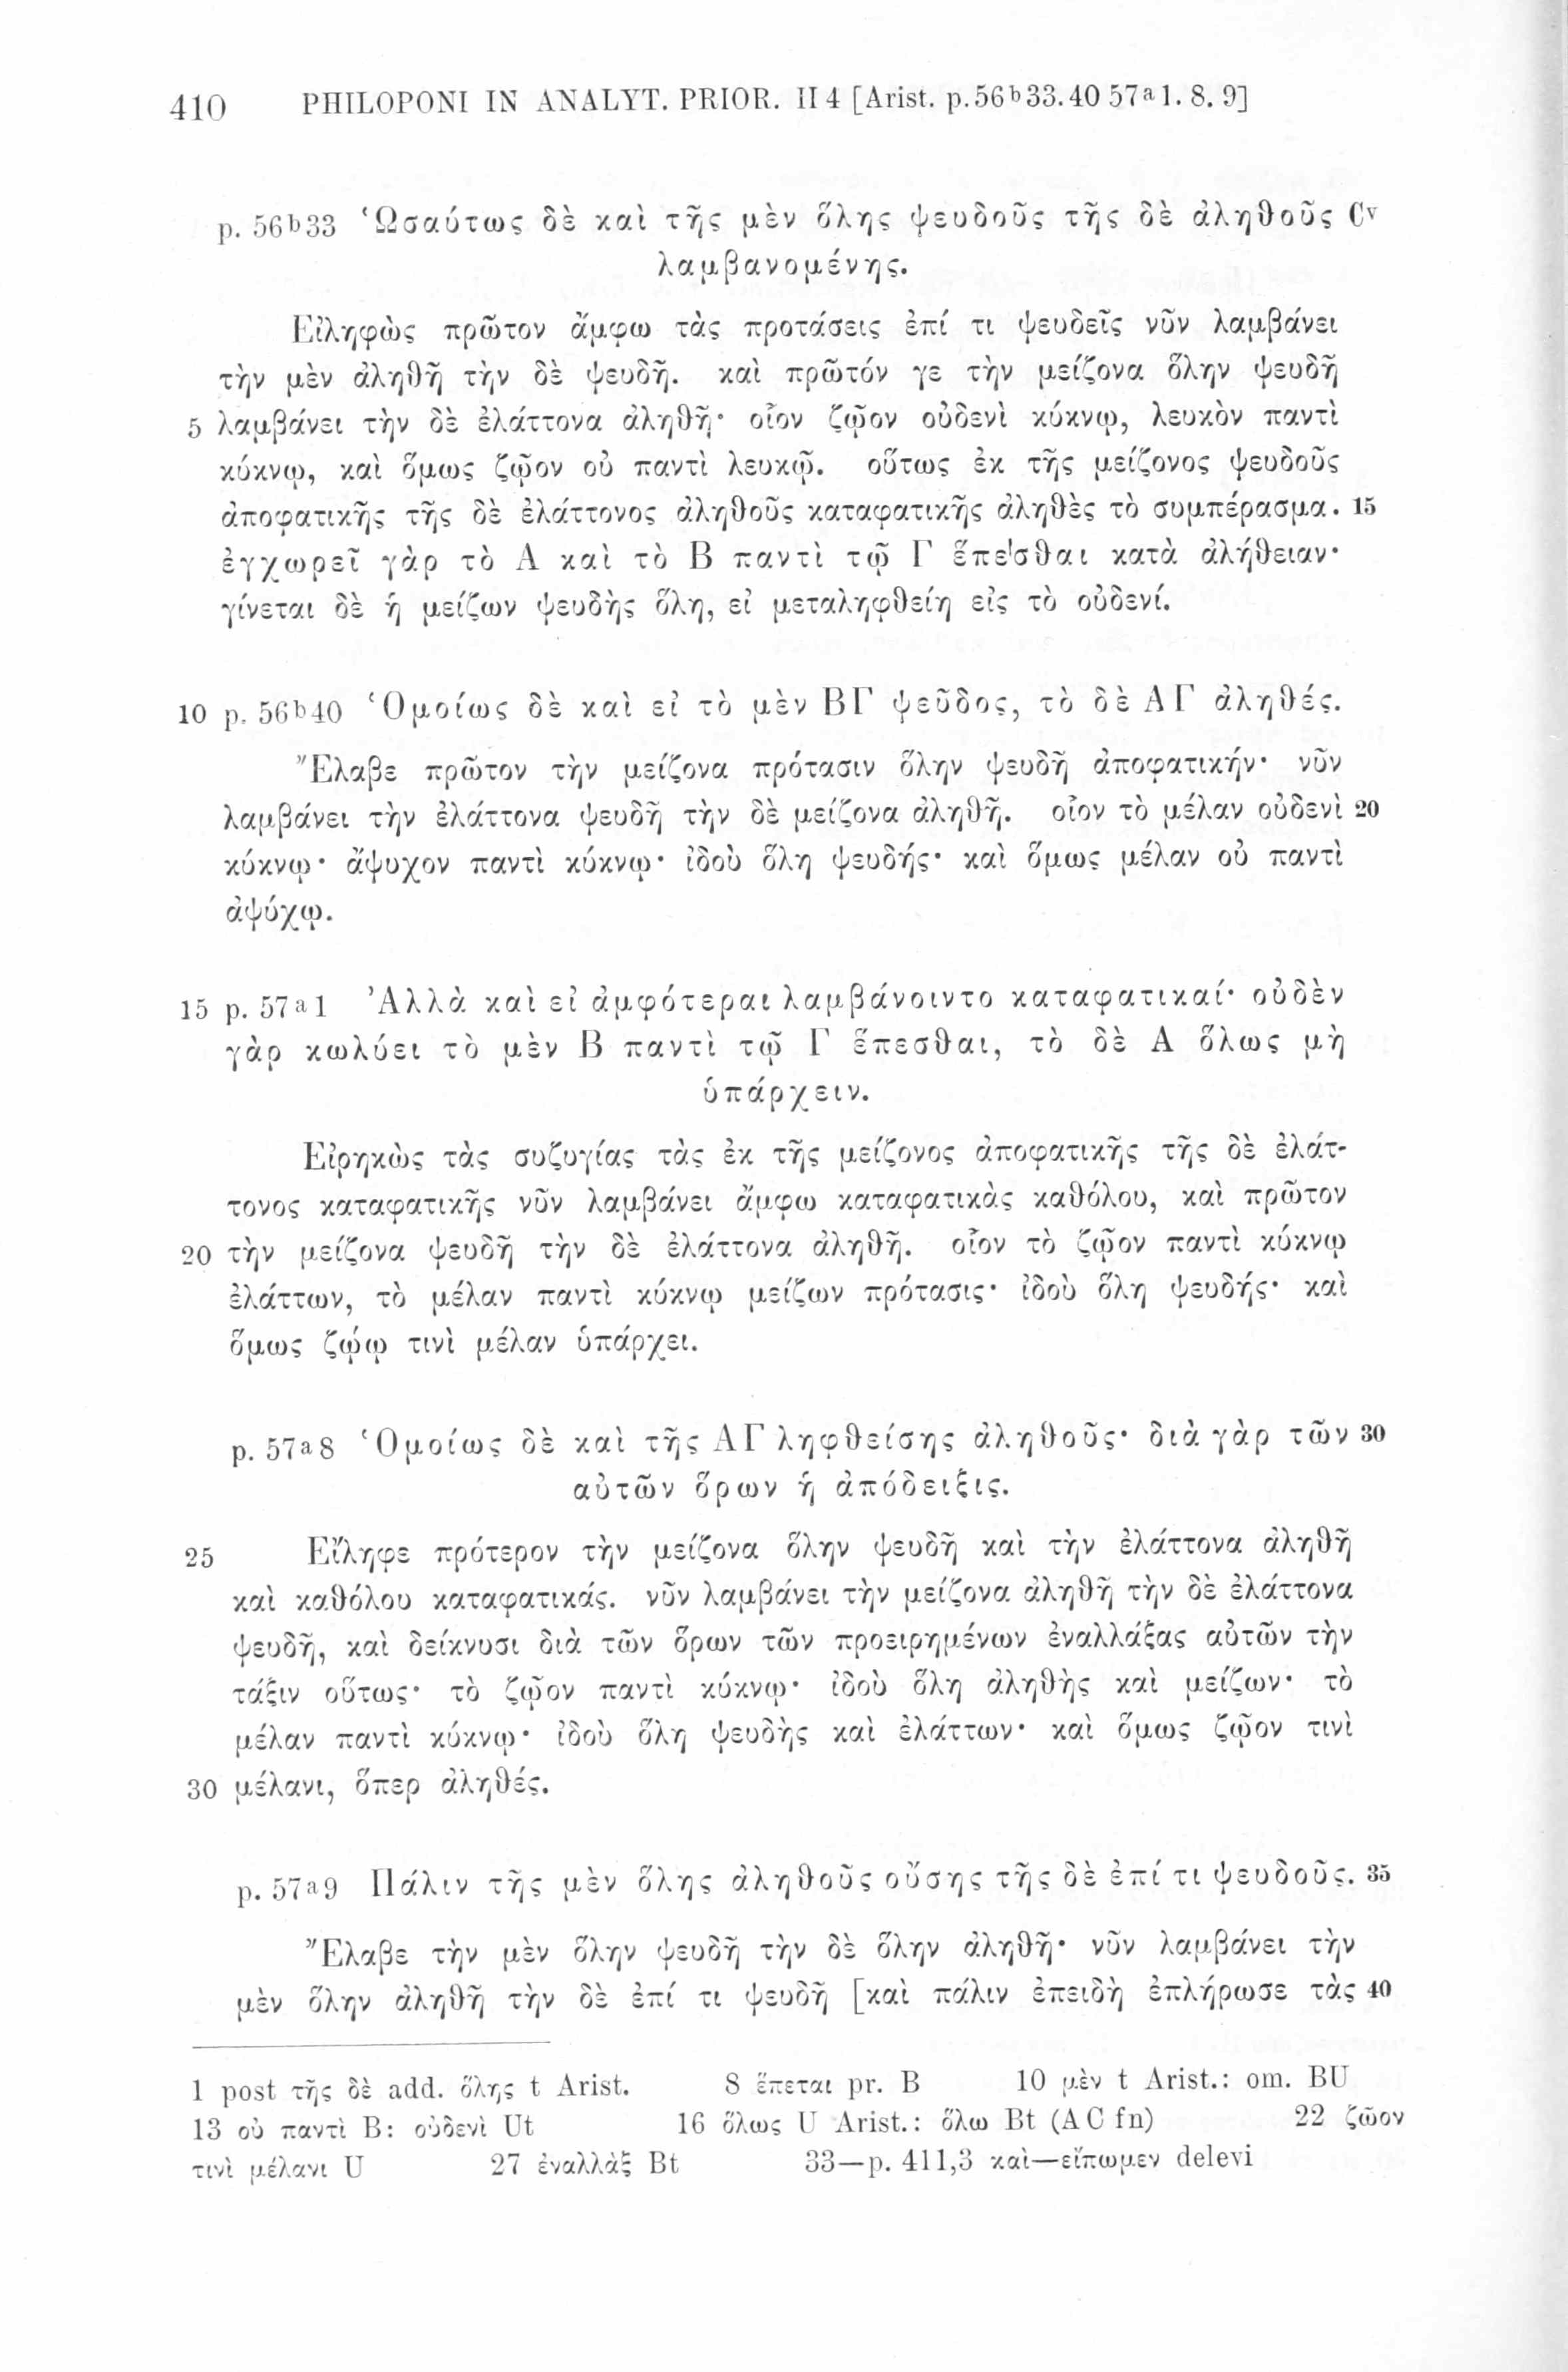 410 PHILOPONI IN ANALYT. PRIOR. II 4 [Arist. p. 56b33. 40 57a1. 8. 9]
p. 56b33 Ὡσαύτως δὲ καὶ τῆς μὲν ὅλης ψευδοῦς τῆς δὲ ἀληθοῦς Cv
λαμβανομένης.
Εἰληφὼς πρῶτον ἄμφω τὰς προτάσεις ἐπί τι ψευδεῖς νῦν λαμβάνει
τὴν μὲν ἀληθῆ τὴν δὲ ψευδῆ. καὶ πρῶτόν γε τὴν μείζονα ὅλην ψευδῆ
5 λαμβάνει τὴν δὲ ἐλάττονα ἀληθῆ· οἷον ζῷον οὐδενὶ κύκνῳ, λευκὸν παντὶ
κύκνῳ, καὶ ὅμως ζῷον οὐ παντὶ λευκῷ. οὕτως ἐκ τῆς μείζονος ψευδοῦς
ἀποφατικῆς τῆς δὲ ἐλάττονος ἀληθοῦς καταφατικῆς ἀληθὲς τὸ συμπέρασμα. 15
ἐγχωρεῖ γὰρ τὸ Α καὶ τὸ Β παντὶ τῷ Γ ἕπεσθαι κατὰ ἀλήθειαν·
γίνεται δὲ ἡ μείζων ψευδὴς ὅλη, εἰ μεταληφθείη εἰς τὸ οὐδενί.
10 p. 56b40 Ὁμοίως δὲ καὶ εἰ τὸ μὲν ΒΓ ψεῦδος, τὸ δὲ ΑΓ ἀληθές.
Ἔλαβε πρῶτον τὴν μείζονα πρότασιν ὅλην ψευδῆ ἀποφατικήν· νῦν
λαμβάνει τὴν ἐλάττονα ψευδῆ τὴν δὲ μείζονα ἀληθῆ. οἷον τὸ μέλαν οὐδενὶ 20
κύκνῳ· ἄψυχον παντὶ κύκνῳ· ἰδοὺ ὅλη ψευδής· καὶ ὅμως μέλαν οὐ παντὶ
ἀψύχῳ.
15 p. 57a1 Ἀλλὰ καὶ εἰ ἀμφότεραι λαμβάνοιντο καταφατικαί· οὐδὲν
γὰρ κωλύει τὸ μὲν Β παντὶ τῷ Γ ἕπεσθαι, τὸ δὲ Α ὅλως μὴ
ὑπάρχειν.
Εἰρηκὼς τὰς συζυγίας τὰς ἐκ τῆς μείζονος ἀποφατικῆς τῆς δὲ ἐλάτ-
τονος καταφατικῆς νῦν λαμβάνει ἄμφω καταφατικὰς καθόλου, καὶ πρῶτον
20 τὴν μείζονα ψευδῆ τὴν δὲ ἐλάττονα ἀληθῆ. οἷον τὸ ζῷον παντὶ κύκνῳ
ἐλάττων, τὸ μέλαν παντὶ κύκνῳ μείζων πρότασις· ἰδοὺ ὅλη ψευδής· καὶ
ὅμως ζῴῳ τινὶ μέλαν ὑπάρχει.
p. 57a8 Ὁμοίως δὲ καὶ τῆς ΑΓ ληφθείσης ἀληθοῦς· διὰ γὰρ τῶν 30
αὐτῶν ὅρων ἡ ἀπόδειξις.
25 Εἴληφε πρότερον τὴν μείζονα ὅλην ψευδῆ καὶ τὴν ἐλάττονα ἀληθῆ
καὶ καθόλου καταφατικάς. νῦν λαμβάνει τὴν μείζονα ἀληθῆ τὴν δὲ ἐλάττονα
ψευδῆ, καὶ δείκνυσι διὰ τῶν ὅρων τῶν προειρημένων ἐναλλάξας αὐτῶν τὴν
τάξιν οὕτως· τὸ ζῷον παντὶ κύκνῳ· ἰδοὺ ὅλη ἀληθὴς καὶ μείζων· τὸ
μέλαν παντὶ κύκνῳ· ἰδοὺ ὅλη ψευδὴς καὶ ἐλάττων· καὶ ὅμως ζῷον τινὶ
30 μέλανι, ὅπερ ἀληθές.
p. 57a9 Πάλιν τῆς μὲν ὅλης ἀληθοῦς οὔσης τῆς δὲ ἐπί τι ψευδοῦς. 35
Ἔλαβε τὴν μὲν ὅλην ψευδῆ τὴν δὲ ὅλην ἀληθῆ· νῦν λαμβάνει τὴν
μὲν ὅλην ἀληθῆ τὴν δὲ ἐπί τι ψευδῆ [καὶ πάλιν ἐπειδὴ ἐπλήρωσε τὰς 40
1 post τῆς δὲ add. ὅλης t Arist. 8 ἕπεται pr. B 10 μὲν t Arist.: om. BU
13 οὐ παντὶ B: οὐδενὶ Ut 16 ὅλως U Arist.: ὅλω Bt (A C f n) 22 ζῶον
τινὶ μέλανι U 27 ἐναλλὰξ Bt 33—p. 411,3 καὶ—εἴπωμεν delevi